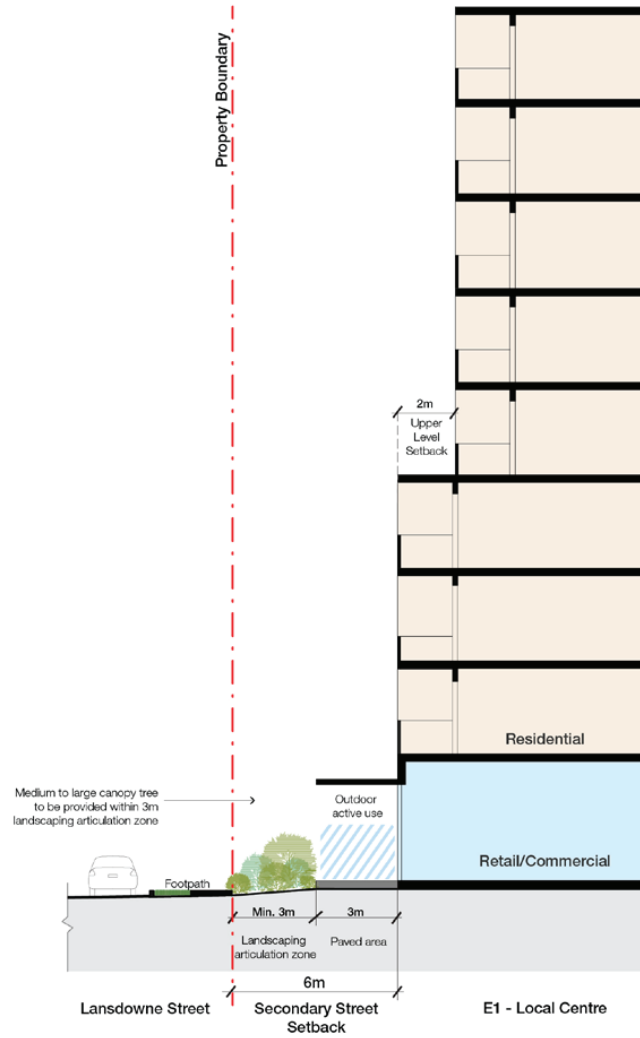 Property Boundary
2m
Upper
Level
Setback
Residential
Medium to large canopy tree
to be provided within 3m
landscaping articulation zone
Outdoor
active use
Retail/Commercial
Footpath
Min. 3m
3m
Landscaping
articulation zone
Paved area
6m
Lansdowne Street
Secondary Street
Setback
E1 - Local Centre